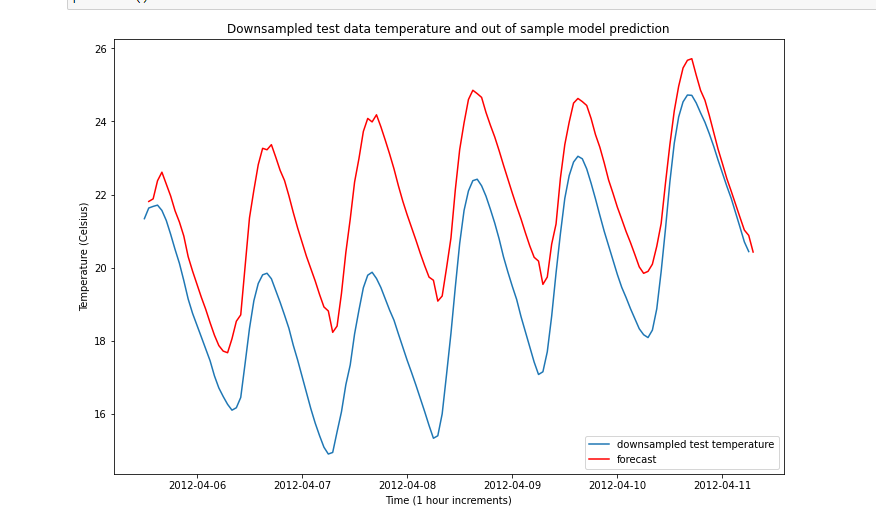 Downsampled test data temperature and out of sample model prediction
26
24
22
20
18
16
Temperature (Celsius)
downsampled test temperature
forecast
2012-04-06 2012-04-07 2012-04-08 2012-04-09 2012-04-10 2012-04-11
Time (1 hour increments)